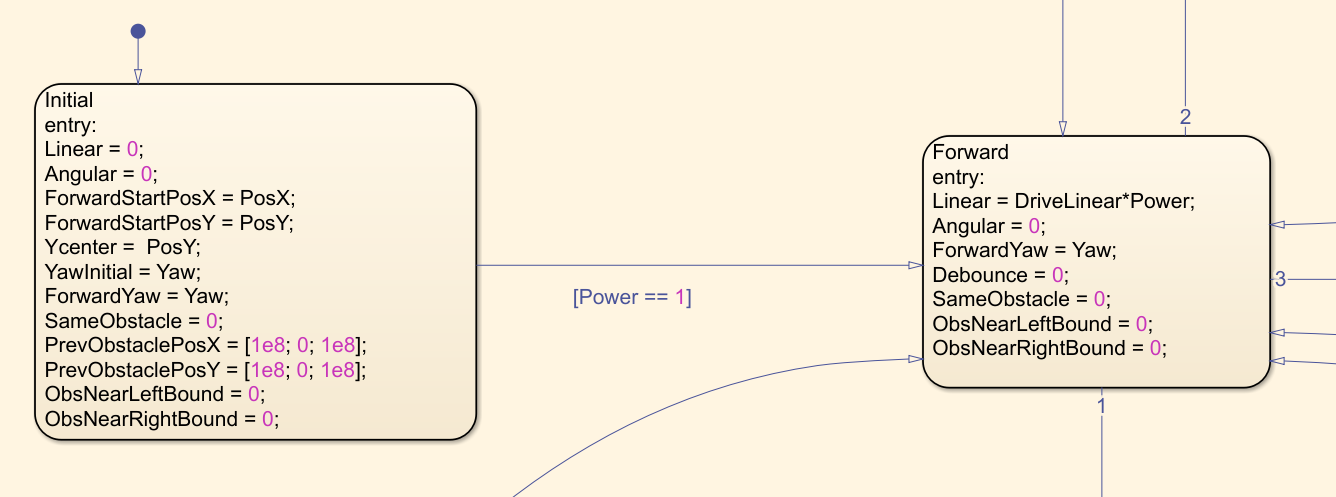 Initial
entry:
Linear = 0;
Angular = 0;
ForwardStartPosX = PosX;
ForwardStartPosY = PosY;
Ycenter =  PosY;
YawInitial = Yaw;
ForwardYaw = Yaw;
SameObstacle = 0;
PrevObstaclePosX = [1e8; 0; 1e8];
PrevObstaclePosY = [1e8; 0; 1e8];
ObsNearLeftBound = 0;
ObsNearRightBound = 0;
[Power == 1]
2
Forward
entry:
Linear = DriveLinear*Power;
Angular = 0;
ForwardYaw = Yaw;
Debounce = 0;
SameObstacle = 0;
ObsNearLeftBound = 0;
ObsNearRightBound = 0;
3
1